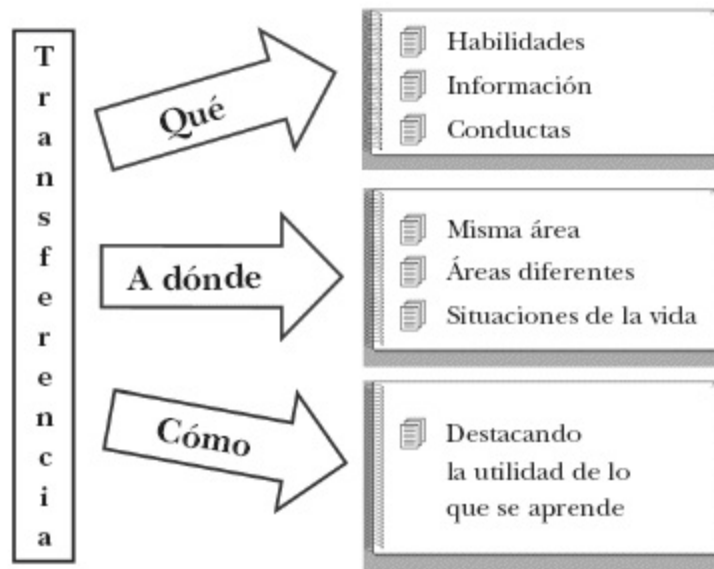 Transferencia
Qué
Habilidades
Información
Conductas
A dónde
Misma área
Áreas diferentes
Situaciones de la vida
Cómo
Destacando
la utilidad de lo
que se aprende